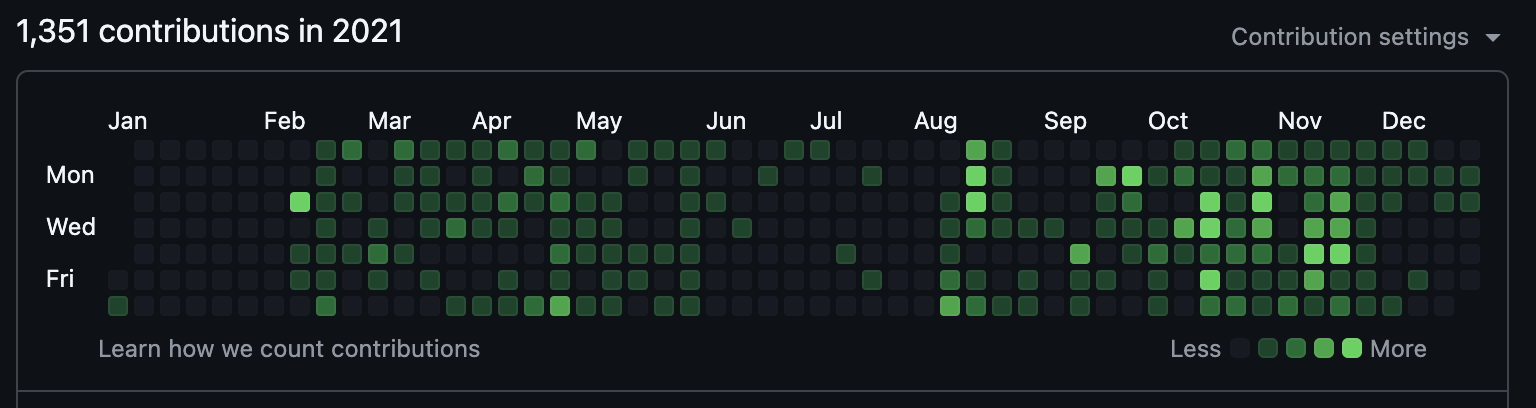 1,351 contributions in 2021
Contribution settings
Jan Feb Mar Apr May Jun Jul Aug Sep Oct Nov Dec
Mon
Wed
Fri
Learn how we count contributions
Less More